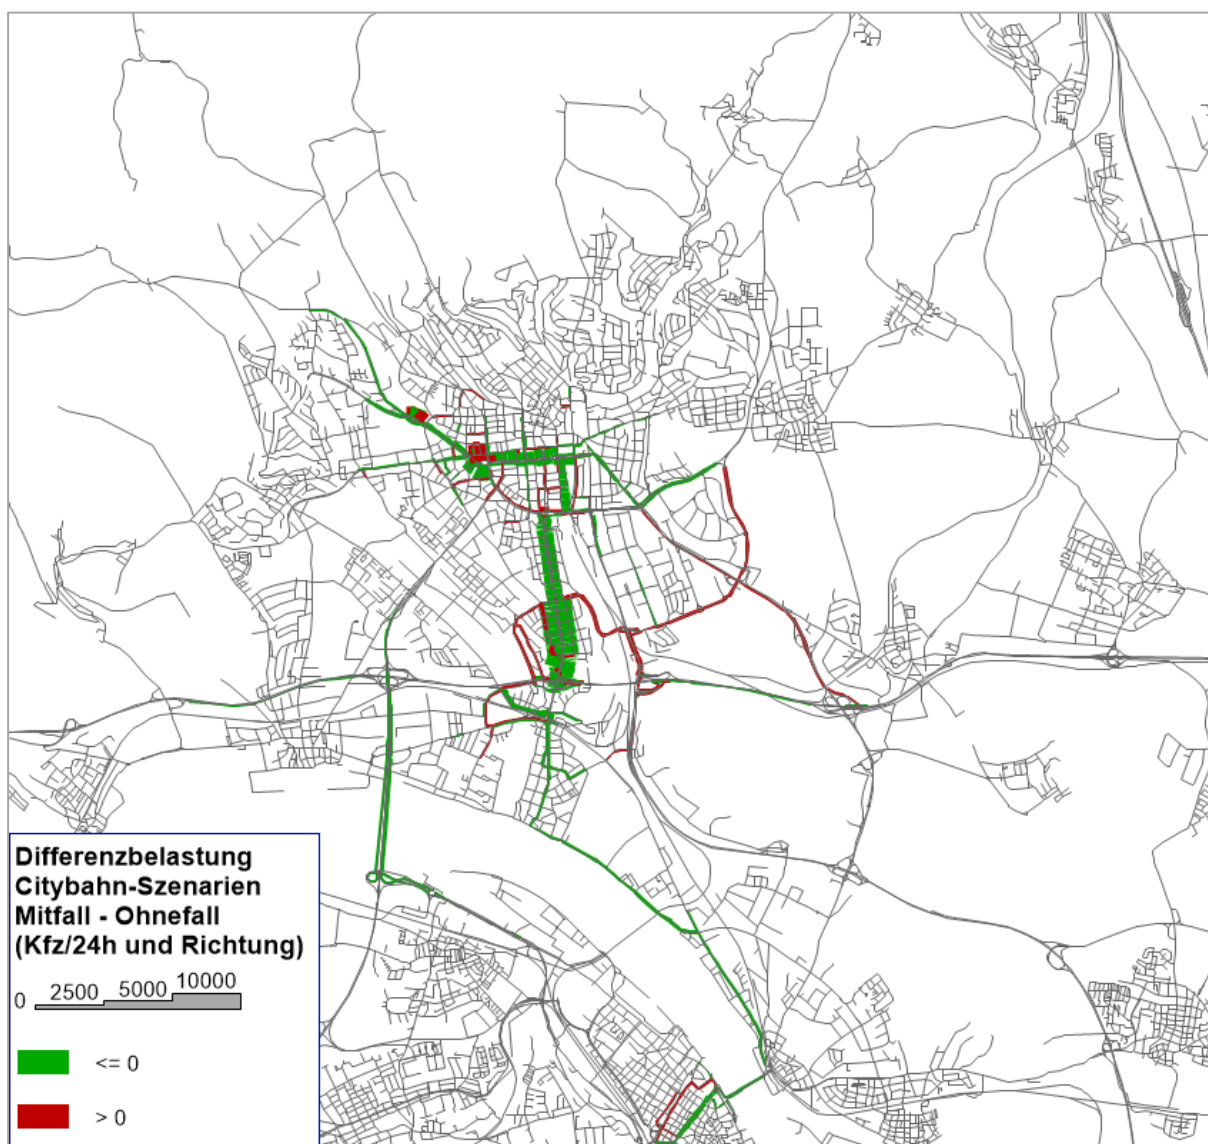 Differenzbelastung
Citybahn-Szenarien
Mitfall - Ohnefall
(Kfz/24h und Richtung)
0 2500 5000 10000
<= 0
> 0